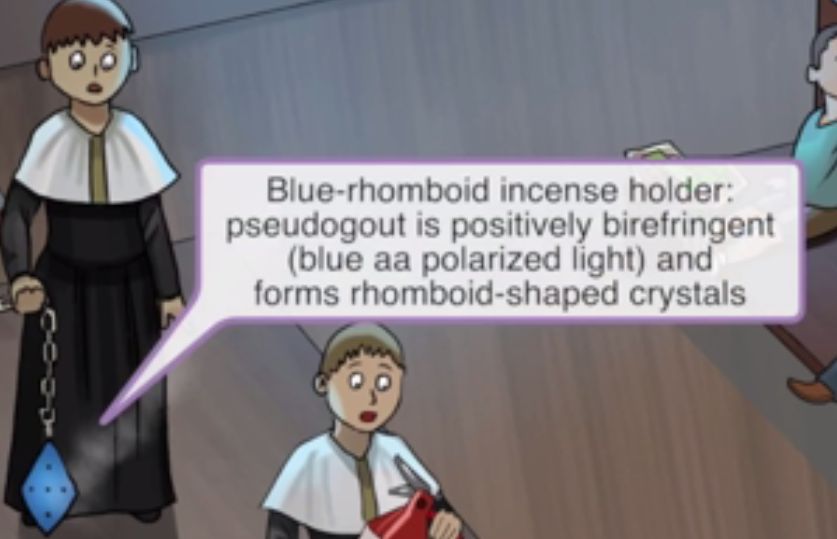 Blue-rhomboid incense holder:
pseudogout is positively birefringent
(blue aa polarized light) and
forms rhomboid-shaped crystals